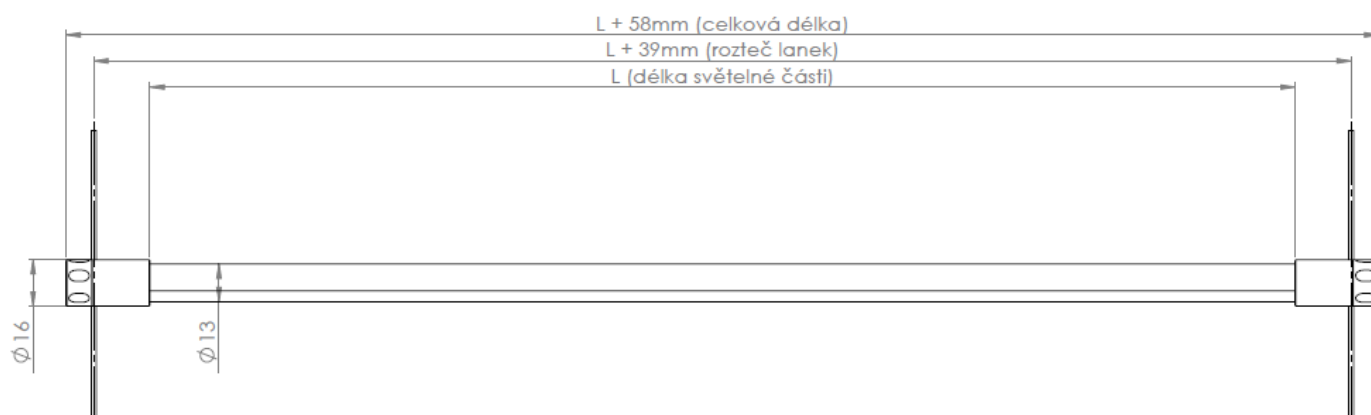 L + 58mm (celková délka)
L + 39mm (rozteč lanek)
L (délka světelné části)
Ø16
Ø13